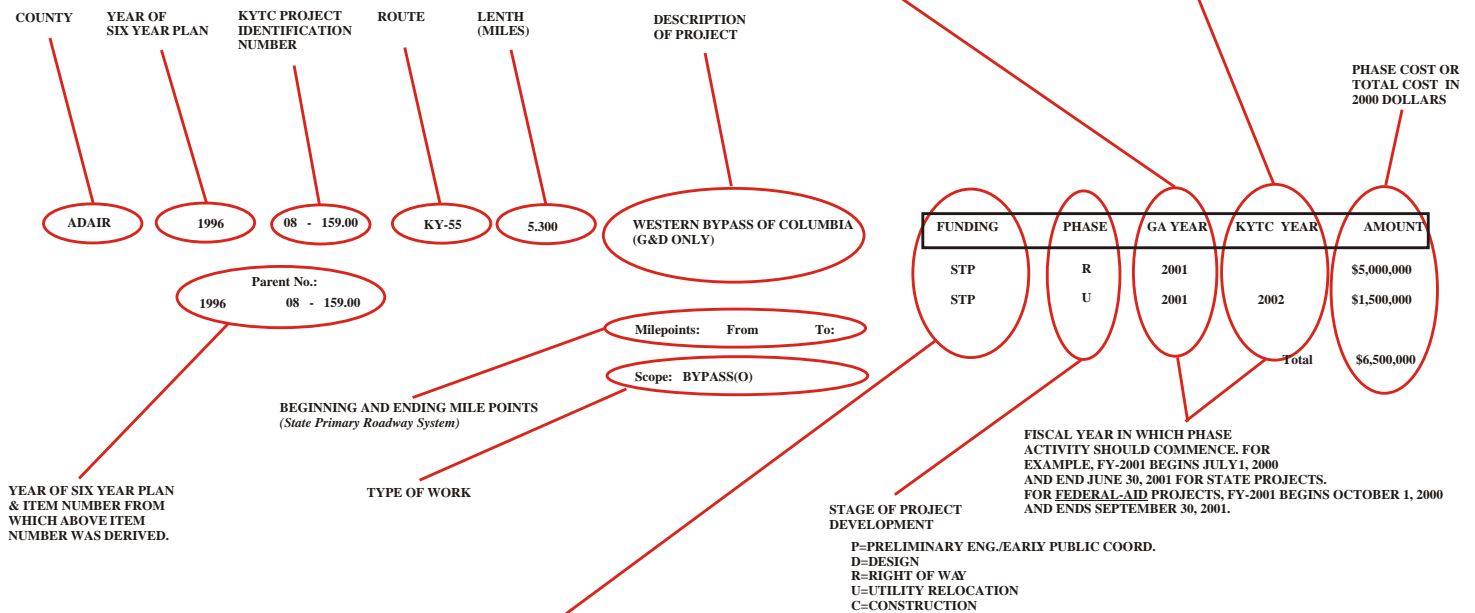 COUNTY
YEAR OF
SIX YEAR PLAN
KYTC PROJECT
IDENTIFICATION
NUMBER
ROUTE
LENTH
(MILES)
DESCRIPTION
OF PROJECT
PHASE COST OR
TOTAL COST IN
2000 DOLLARS
ADAIR 1996 08 - 159.00 KY-55 5.300 WESTERN BYPASS OF COLUMBIA
(G&D ONLY)
FUNDING PHASE GA YEAR KYTC YEAR AMOUNT
STP R 2001 $5,000,000
STP U 2001 2002 $1,500,000
Total $6,500,000
Parent No.:
1996 08 - 159.00
Milepoints: From To:
Scope: BYPASS(O)
BEGINNING AND ENDING MILE POINTS
(State Primary Roadway System)
TYPE OF WORK
YEAR OF SIX YEAR PLAN
& ITEM NUMBER FROM
WHICH ABOVE ITEM
NUMBER WAS DERIVED.
FISCAL YEAR IN WHICH PHASE
ACTIVITY SHOULD COMMENCE. FOR
EXAMPLE, FY-2001 BEGINS JULY1, 2000
AND END JUNE 30, 2001 FOR STATE PROJECTS.
FOR FEDERAL-AID PROJECTS, FY-2001 BEGINS OCTOBER 1, 2000
AND ENDS SEPTEMBER 30, 2001.
STAGE OF PROJECT
DEVELOPMENT
P=PRELIMINARY ENG./EARLY PUBLIC COORD.
D=DESIGN
R=RIGHT OF WAY
U=UTILITY RELOCATION
C=CONSTRUCTION